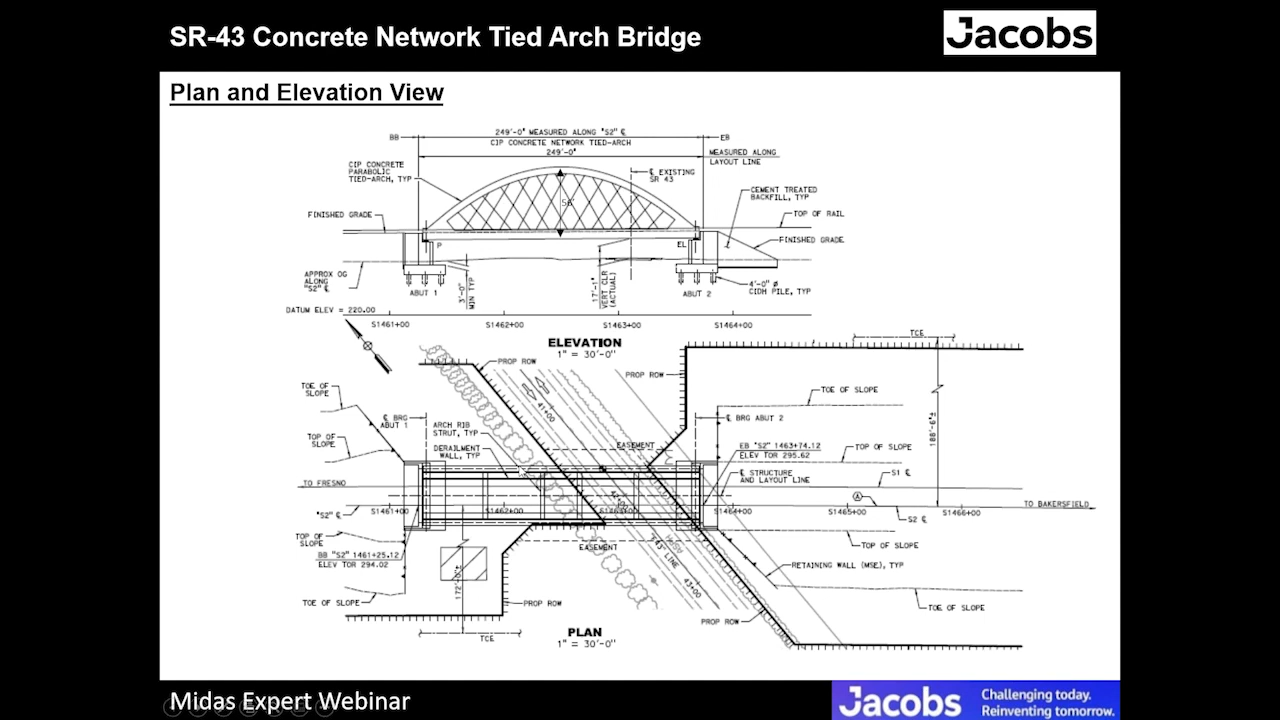 SR-43 Concrete Network Tied Arch Bridge
Jacobs
Plan and Elevation View
249'-0" MEASURED ALONG "S2" ℄
BB
EB
CIP CONCRETE NETWORK TIED-ARCH
249'-0"
MEASURED ALONG
LAYOUT LINE
CIP CONCRETE
PARABOLIC
TIED-ARCH, TYP
℄ EXISTING
SR 43
CEMENT TREATED
BACKFILL, TYP
FINISHED GRADE
TOP OF RAIL
FINISHED GRADE
P
EL
APPROX OG
ALONG
"S2" ℄
ABUT 1
3'-0"
MIN TYP
17'-1"
VERT CLR
(ACTUAL)
ABUT 2
4'-0" Ø
CIDH PILE, TYP
DATUM ELEV = 220.00
S1461+00
S1462+00
S1463+00
S1464+00
ELEVATION
1" = 30'-0"
TCE
PROP ROW
PROP ROW
TOE OF
SLOPE
TOE OF SLOPE
℄ BRG
ABUT 1
ARCH RIB
STRUT, TYP
41+00
℄ BRG ABUT 2
TOP OF
SLOPE
DERAILMENT
WALL, TYP
EASEMENT
EB "S2" 1463+74.12
ELEV TOR 295.62
TOP OF SLOPE
℄ STRUCTURE
AND LAYOUT LINE
S1 ℄
TO FRESNO
A
TO BAKERSFIELD
"S2" ℄
S1461+00
S1462+00
S1463+00
S1464+00
S1465+00
S1466+00
S2 ℄
TOP OF
SLOPE
EASEMENT
TOP OF SLOPE
BB "S2" 1461+25.12
ELEV TOR 294.02
"43" LINE
RETAINING WALL (MSE), TYP
43+00
TOE OF SLOPE
PROP ROW
TOE OF SLOPE
PROP ROW
TCE
PLAN
1" = 30'-0"
Midas Expert Webinar
Jacobs
Challenging today.
Reinventing tomorrow.